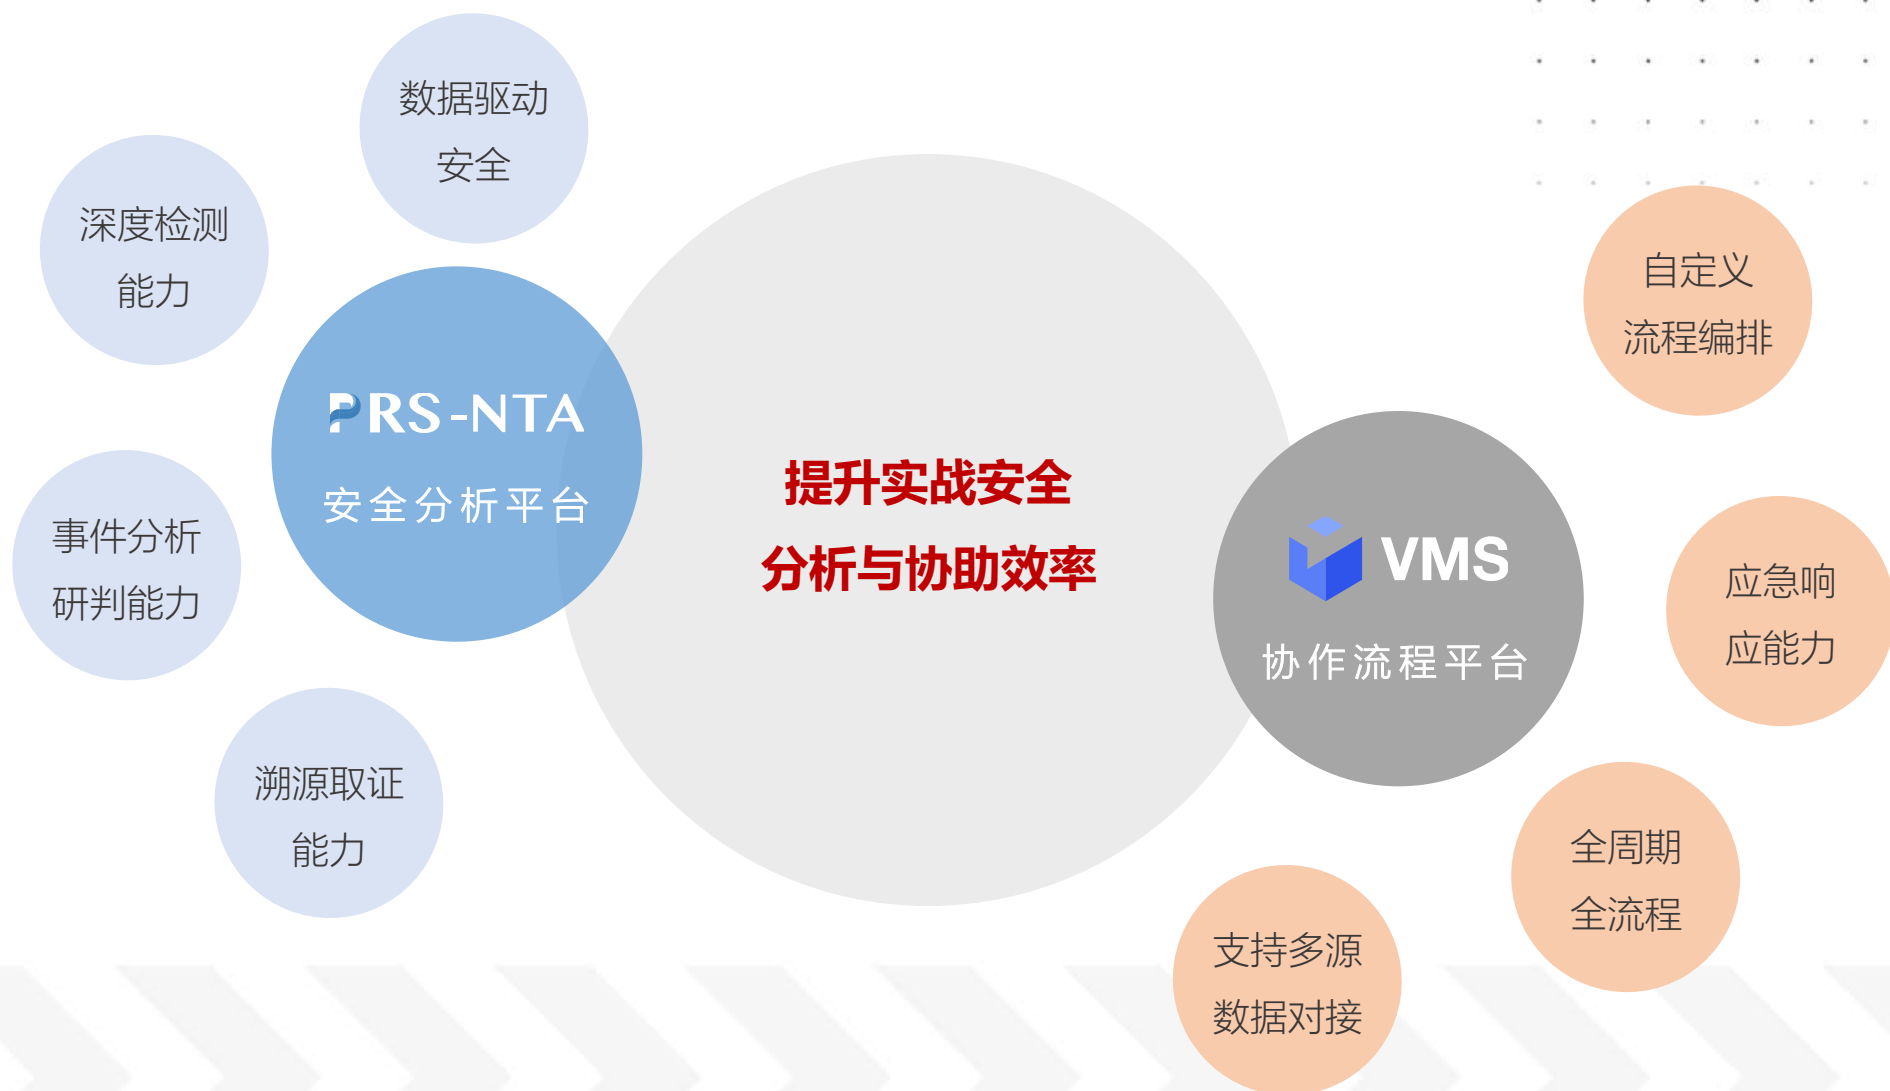 数据驱动
安全
深度检测
能力
PRS-NTA
安全分析平台
事件分析
研判能力
溯源取证
能力
提升实战安全
分析与协助效率
VMS
协作流程平台
自定义
流程编排
应急响
应能力
全周期
全流程
支持多源
数据对接